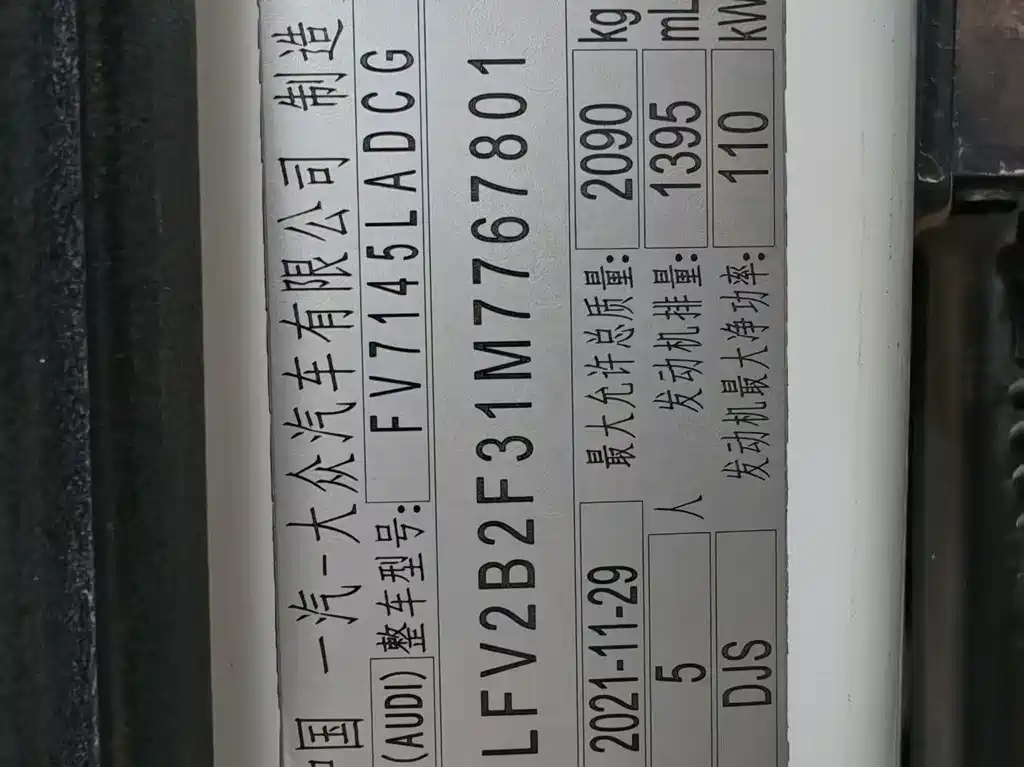 中国 一汽-大众汽车有限公司 制造
(AUDI) 整车型号: FV7145LADCG
LFV2B2F31M7767801
2021-11-29 最大允许总质量: 2090 kg
5 人 发动机排量: 1395 mL
DJS 发动机最大净功率: 110 kW